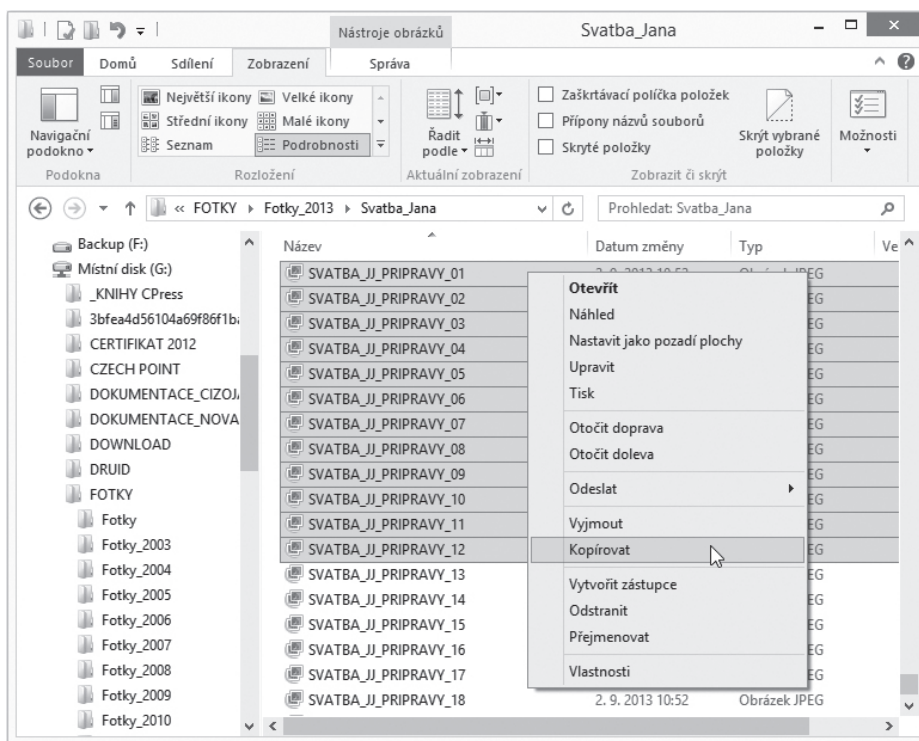 Nástroje obrázků
Svatba_Jana
Soubor Domů Sdílení Zobrazení Správa
Navigační podokno
Největší ikony Velké ikony
Střední ikony Malé ikony
Seznam Podrobnosti
Řadit podle
Zaškrtávací políčka položek
Přípony názvů souborů
Skryté položky
Skrýt vybrané položky
Možnosti
Podokna Rozložení Aktuální zobrazení Zobrazit či skrýt
« FOTKY Fotky_2013 Svatba_Jana
Prohledat: Svatba_Jana
Backup (F:)
Místní disk (G:)
_KNIHY CPress
3bfea4d56104a69f86f1b
CERTIFIKAT 2012
CZECH POINT
DOKUMENTACE_CIZOJ
DOKUMENTACE_NOVA
DOWNLOAD
DRUID
FOTKY
Fotky
Fotky_2003
Fotky_2004
Fotky_2005
Fotky_2006
Fotky_2007
Fotky_2008
Fotky_2009
Fotky_2010
Název Datum změny Typ Ve
SVATBA_JJ_PRIPRAVY_01
SVATBA_JJ_PRIPRAVY_02
SVATBA_JJ_PRIPRAVY_03
SVATBA_JJ_PRIPRAVY_04
SVATBA_JJ_PRIPRAVY_05
SVATBA_JJ_PRIPRAVY_06
SVATBA_JJ_PRIPRAVY_07
SVATBA_JJ_PRIPRAVY_08
SVATBA_JJ_PRIPRAVY_09
SVATBA_JJ_PRIPRAVY_10
SVATBA_JJ_PRIPRAVY_11
SVATBA_JJ_PRIPRAVY_12
SVATBA_JJ_PRIPRAVY_13
SVATBA_JJ_PRIPRAVY_14
SVATBA_JJ_PRIPRAVY_15
SVATBA_JJ_PRIPRAVY_16
SVATBA_JJ_PRIPRAVY_17
SVATBA_JJ_PRIPRAVY_18 2. 9. 2013 10:52 Obrázek JPEG
Otevřít
Náhled
Nastavit jako pozadí plochy
Upravit
Tisk
Otočit doprava
Otočit doleva
Odeslat
Vyjmout
Kopírovat
Vytvořit zástupce
Odstranit
Přejmenovat
Vlastnosti